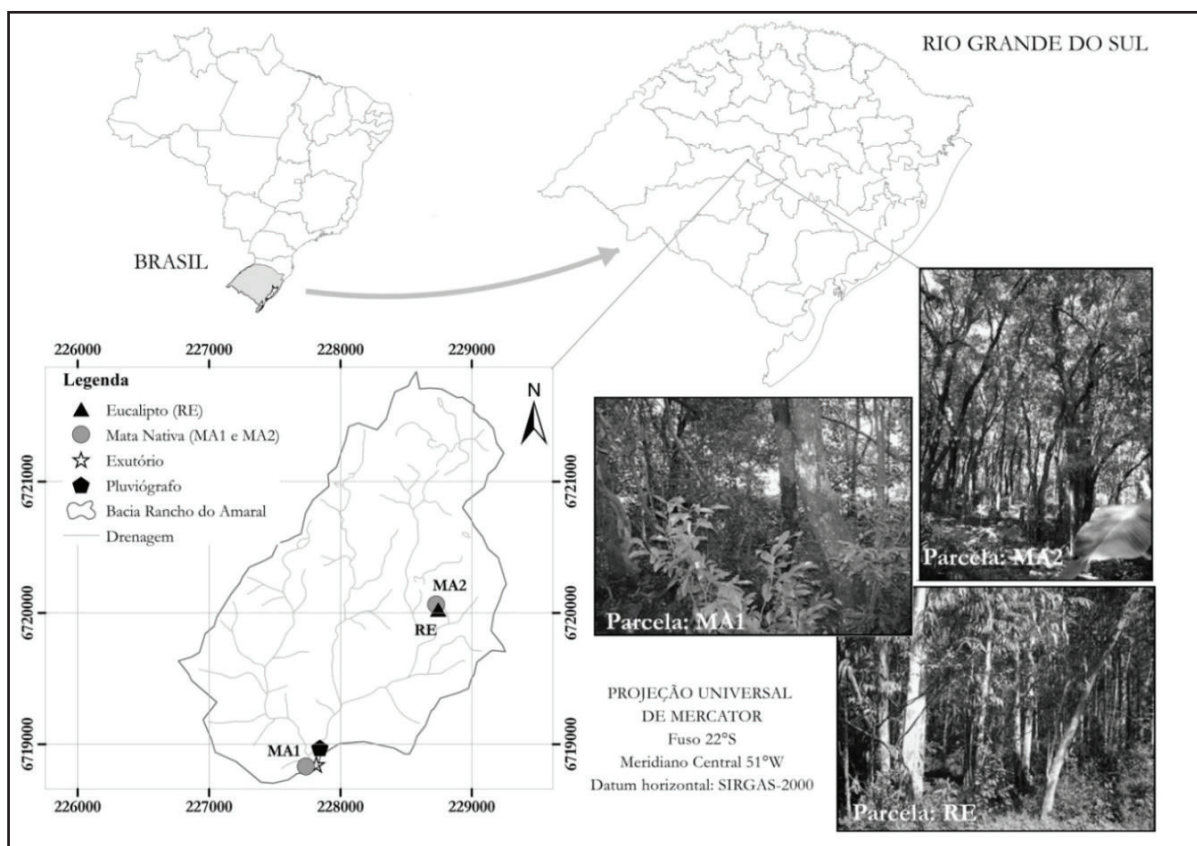 RIO GRANDE DO SUL
BRASIL
226000 227000 228000 229000
Legenda
N
Eucalipto (RE)
Mata Nativa (MA1 e MA2)
Exutório
Pluviógrafo
Bacia Rancho do Amaral
Drenagem
6721000 6721000
MA2
6720000 6720000
RE
6719000 6719000
MA1
226000 227000 228000 229000
Parcela: MA2
Parcela: MA1
PROJEÇÃO UNIVERSAL
DE MERCATOR
Fuso 22°S
Meridiano Central 51°W
Datum horizontal: SIRGAS-2000
Parcela: RE